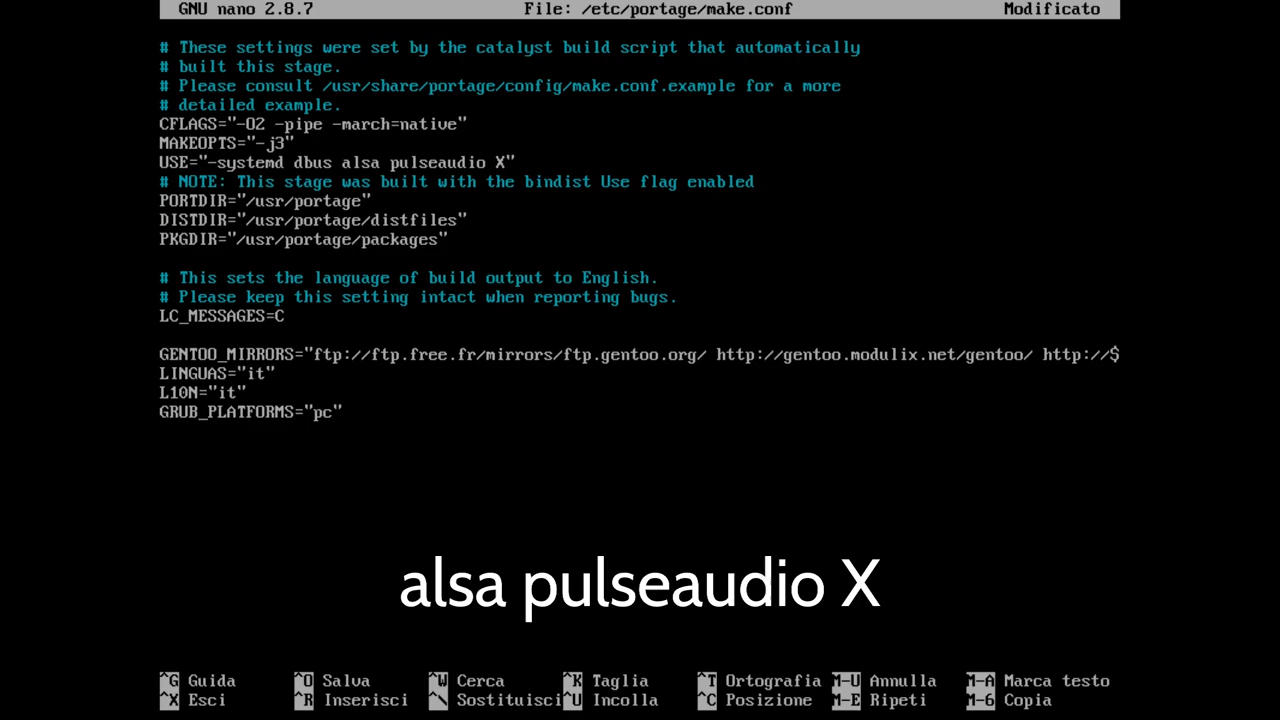 GNU nano 2.8.7 File: /etc/portage/make.conf Modificato
# These settings were set by the catalyst build script that automatically
# built this stage.
# Please consult /usr/share/portage/config/make.conf.example for a more
# detailed example.
CFLAGS="-O2 -pipe -march=native"
MAKEOPTS="-j3"
USE="-systemd dbus alsa pulseaudio X"
# NOTE: This stage was built with the bindist Use flag enabled
PORTDIR="/usr/portage"
DISTDIR="/usr/portage/distfiles"
PKGDIR="/usr/portage/packages"
# This sets the language of build output to English.
# Please keep this setting intact when reporting bugs.
LC_MESSAGES=C
GENTOO_MIRRORS="ftp://ftp.free.fr/mirrors/ftp.gentoo.org/ http://gentoo.modulix.net/gentoo/ http://$
LINGUAS="it"
L10N="it"
GRUB_PLATFORMS="pc"
alsa pulseaudio X
^G Guida ^O Salva ^W Cerca ^K Taglia ^T Ortografia M-U Annulla M-A Marca testo
^X Esci ^R Inserisci ^\ Sostituisci ^U Incolla ^C Posizione M-E Ripeti M-6 Copia